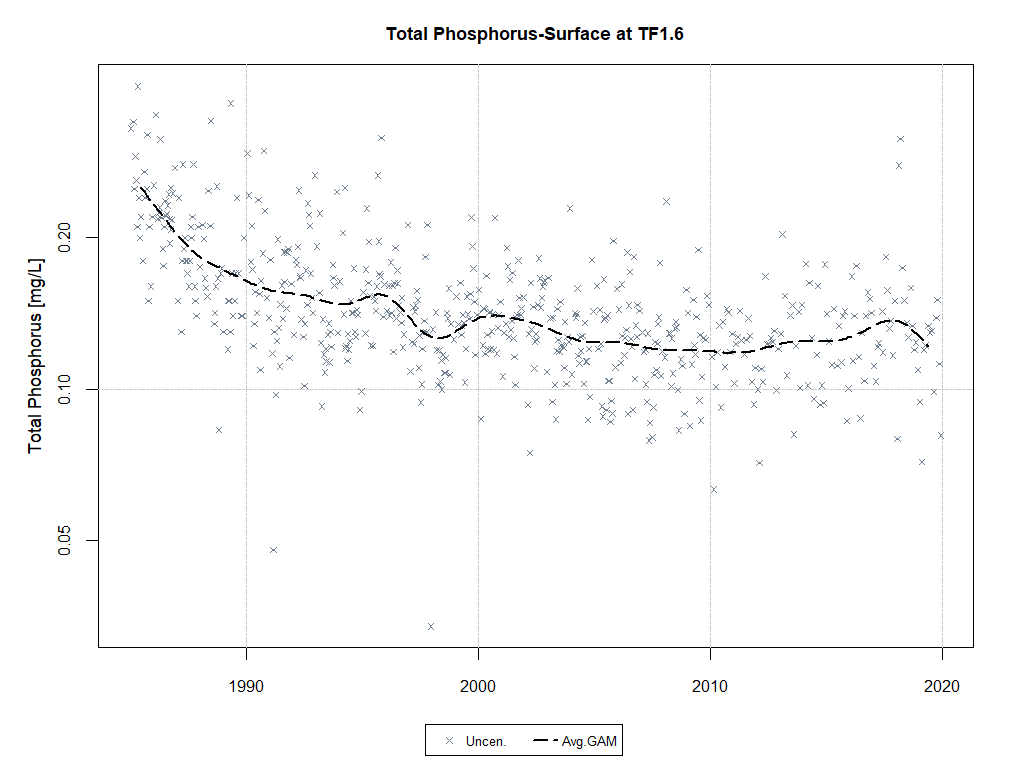 Total Phosphorus-Surface at TF1.6
Total Phosphorus [mg/L]
0.20
0.10
0.05
1990 2000 2010 2020
Uncen. Avg.GAM